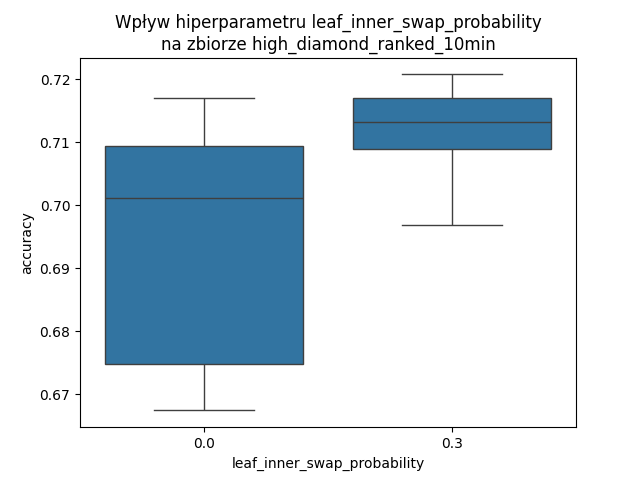 Wpływ hiperparametru leaf_inner_swap_probability
na zbiorze high_diamond_ranked_10min
0.72
0.71
0.70
0.69
0.68
0.67
accuracy
0.0
0.3
leaf_inner_swap_probability